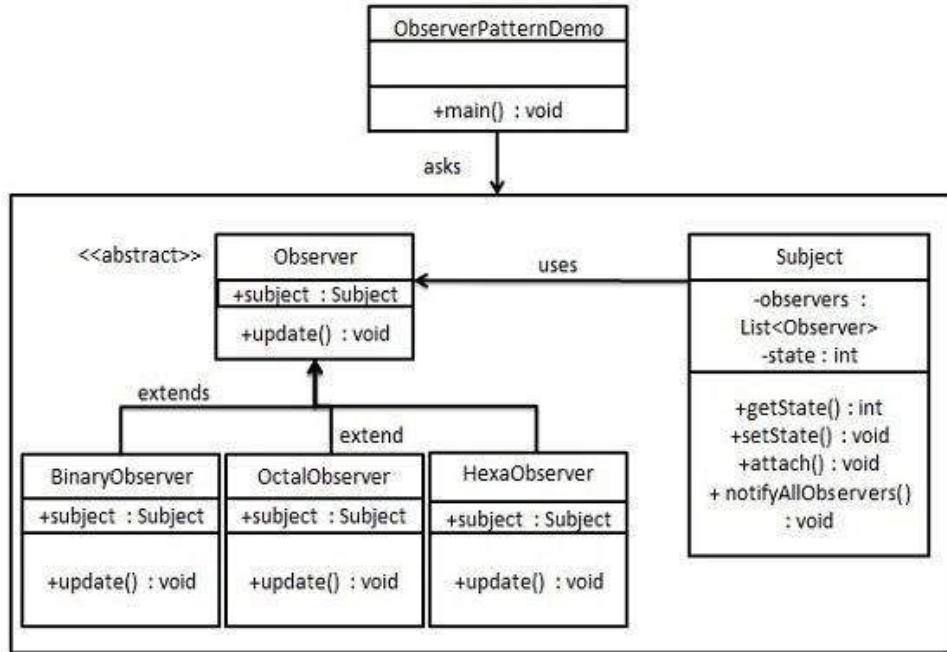 ObserverPatternDemo
+main() : void
asks
<<abstract>>
Observer
+subject : Subject
+update() : void
uses
Subject
-observers :
List<Observer>
-state : int
+getState() : int
+setState() : void
+attach() : void
+ notifyAllObservers()
: void
extends
extend
BinaryObserver
+subject : Subject
+update() : void
OctalObserver
+subject : Subject
+update() : void
HexaObserver
+subject : Subject
+update() : void